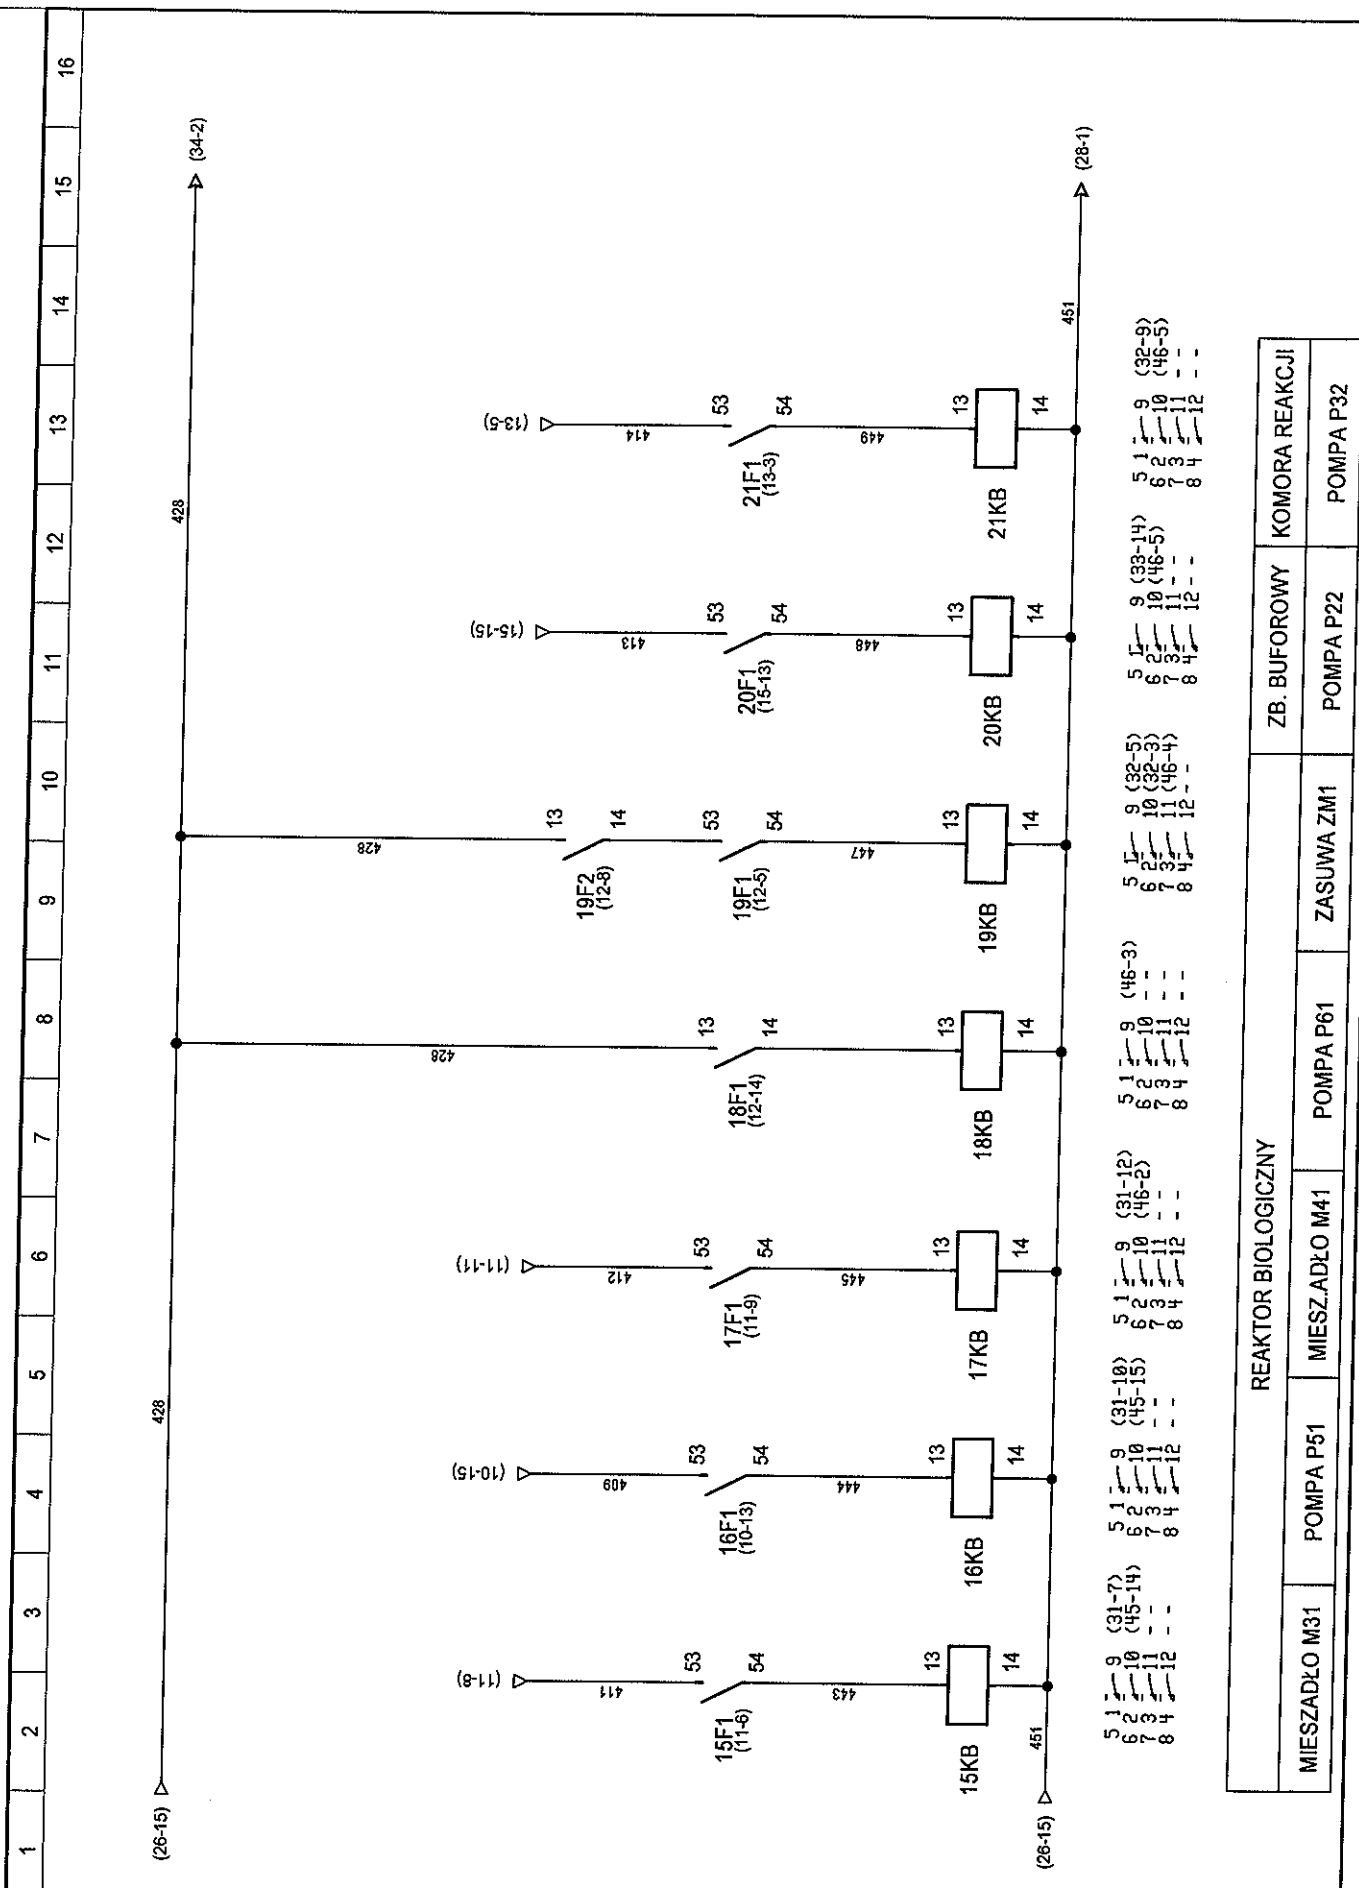 1 2 3 4 5 6 7 8 9 10 11 12 13 14 15 16
(26-15) 428 428 (34-2)
(11-8) (10-15) (11-11) (15-15) (13-5)
411 409 412 428 428 413 414
13
19F2 14
(12-8)
53 53 53 13 53 53 53
15F1 54 16F1 54 17F1 54 18F1 14 19F1 54 20F1 54 21F1 54
(11-6) (10-13) (11-9) (12-14) (12-5) (15-13) (13-3)
443 444 445 447 448 449
13 13 13 13 13 13 13
15KB 16KB 17KB 18KB 19KB 20KB 21KB
14 14 14 14 14 14 14
(26-15) 451 451 (28-1)
5 1 9 (31-7) 5 1 9 (31-10) 5 1 9 (31-12) 5 1 9 (46-3) 5 1 9 (32-5) 5 1 9 (33-14) 5 1 9 (32-9)
6 2 10 (45-14) 6 2 10 (45-15) 6 2 10 (46-2) 6 2 10 - - 6 2 10 (32-3) 6 2 10 (46-5) 6 2 10 (46-5)
7 3 11 - - 7 3 11 - - 7 3 11 - - 7 3 11 - - 7 3 11 (46-4) 7 3 11 - - 7 3 11 - -
8 4 12 - - 8 4 12 - - 8 4 12 - - 8 4 12 - - 8 4 12 - - 8 4 12 - - 8 4 12 - -
REAKTOR BIOLOGICZNY ZB. BUFOROWY KOMORA REAKCJI
MIESZADŁO M31 POMPA P51 MIESZ.ADŁO M41 POMPA P61 ZASUWA ZM1 POMPA P22 POMPA P32